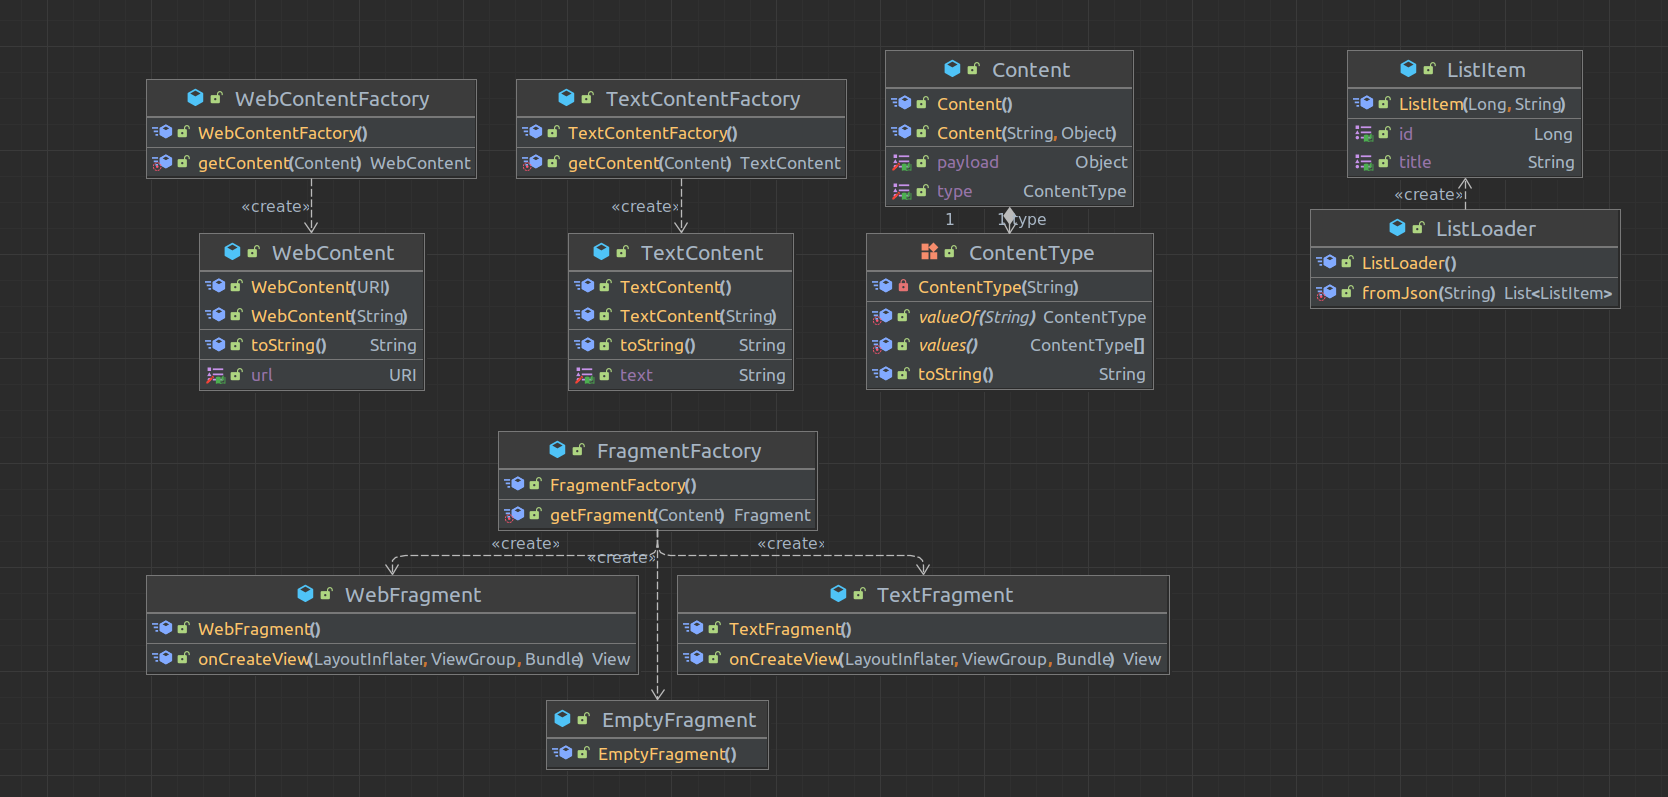 WebContentFactory
WebContentFactory()
getContent(Content) WebContent
«create»
WebContent
WebContent(URI)
WebContent(String)
toString() String
url URI
TextContentFactory
TextContentFactory()
getContent(Content) TextContent
«create»
TextContent
TextContent()
TextContent(String)
toString() String
text String
Content
Content()
Content(String, Object)
payload Object
type ContentType
1 1 type
ContentType
ContentType(String)
valueOf(String) ContentType
values() ContentType[]
toString() String
ListItem
ListItem(Long, String)
id Long
title String
«create»
ListLoader
ListLoader()
fromJson(String) List<ListItem>
FragmentFactory
FragmentFactory()
getFragment(Content) Fragment
«create»
«create»
«create»
WebFragment
WebFragment()
onCreateView(LayoutInflater, ViewGroup, Bundle) View
TextFragment
TextFragment()
onCreateView(LayoutInflater, ViewGroup, Bundle) View
EmptyFragment
EmptyFragment()